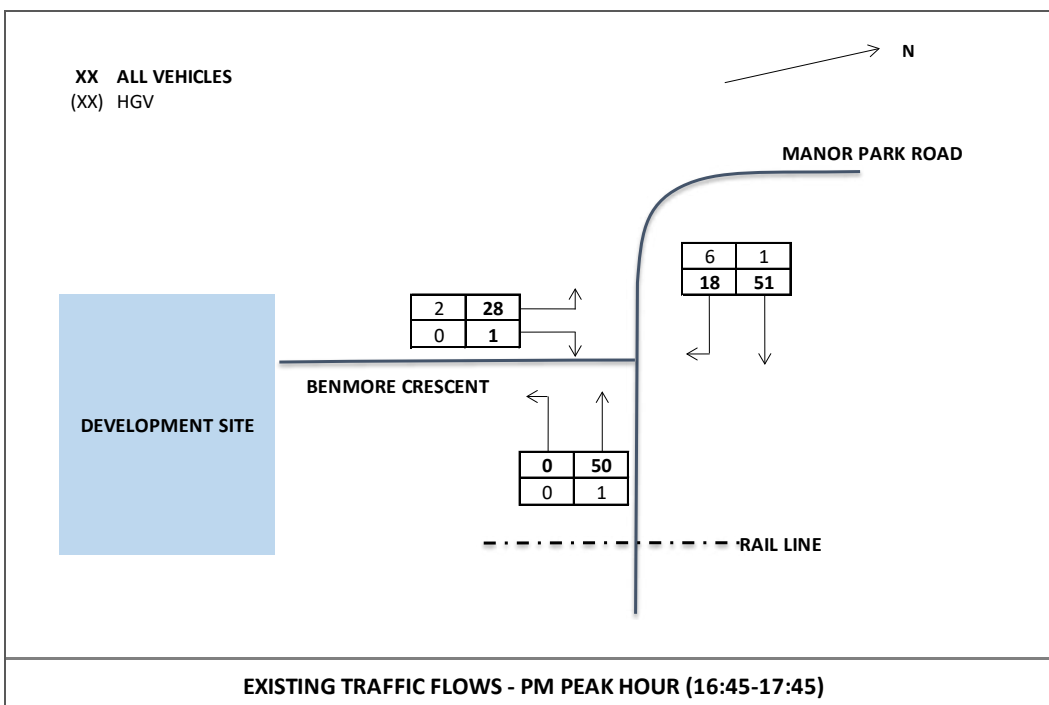 N
XX ALL VEHICLES
(XX) HGV
MANOR PARK ROAD
6 1
18 51
2 28
0 1
BENMORE CRESCENT
DEVELOPMENT SITE
0 50
0 1
RAIL LINE
EXISTING TRAFFIC FLOWS - PM PEAK HOUR (16:45-17:45)